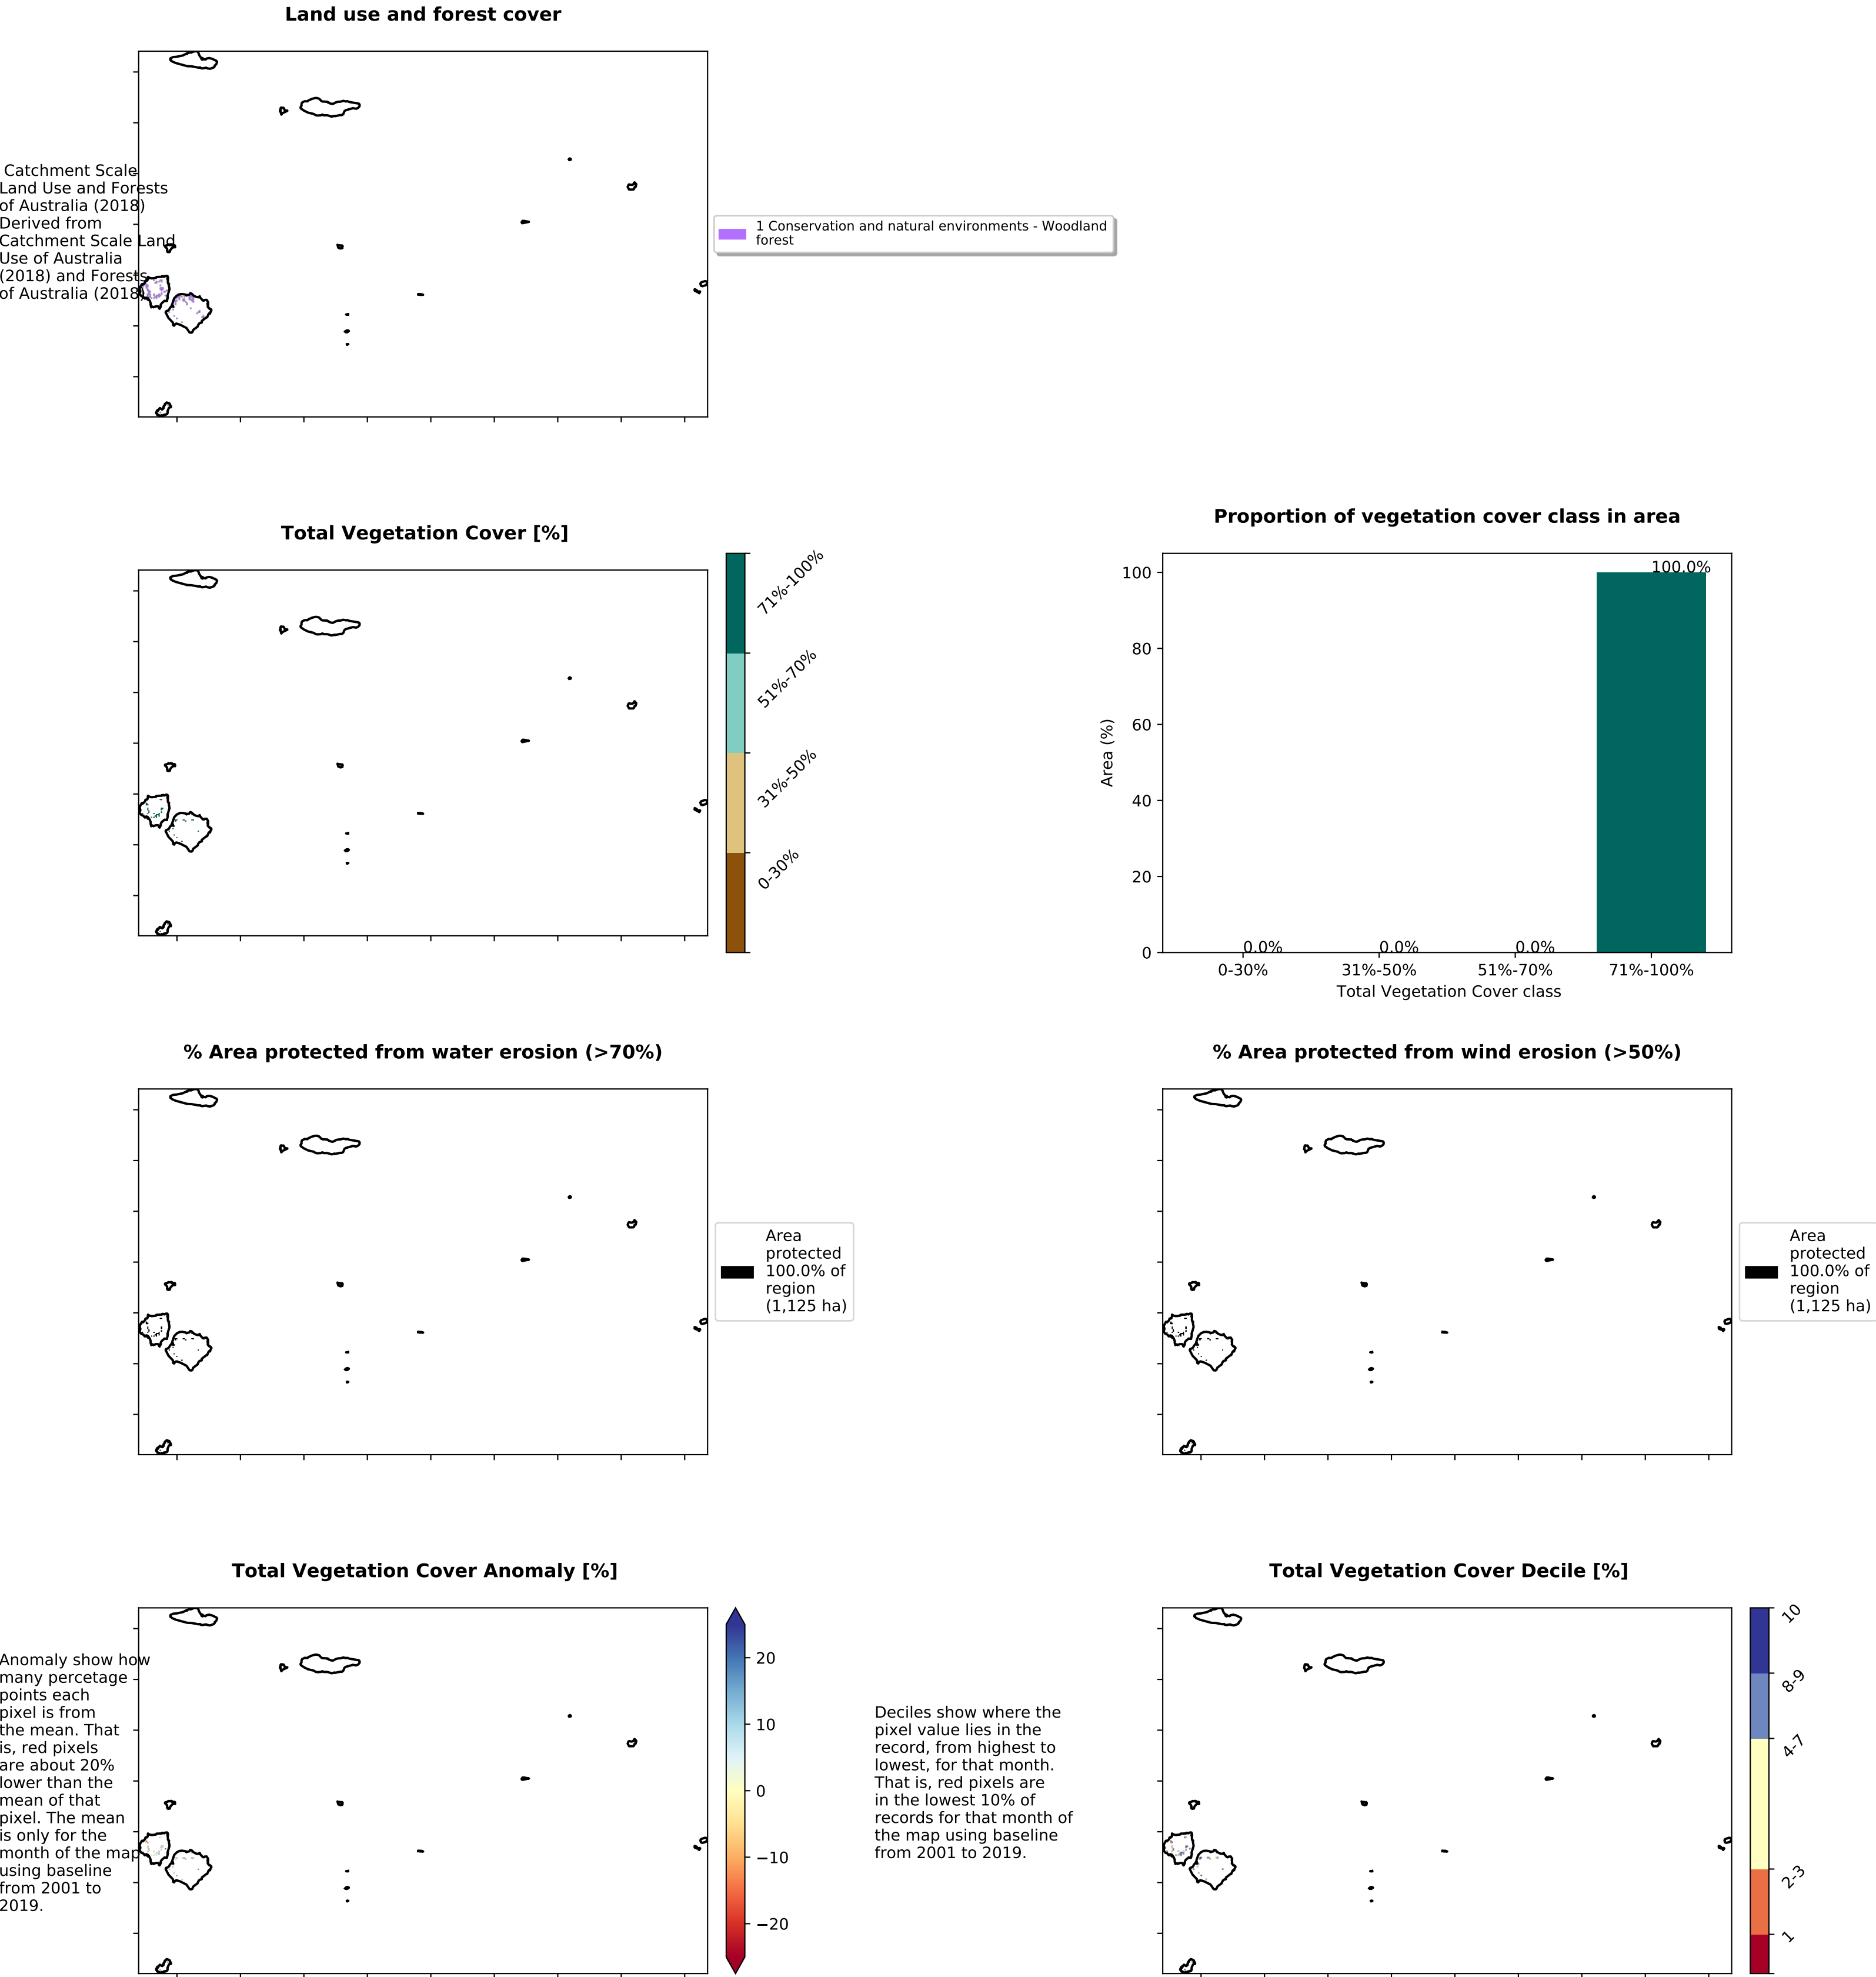 Land use and forest cover
Catchment Scale
Land Use and Forests
of Australia (2018)
Derived from
Catchment Scale Land
Use of Australia
(2018) and Forests
of Australia (2018)
1 Conservation and natural environments - Woodland
forest
Total Vegetation Cover [%]
71%-100%
51%-70%
31%-50%
0-30%
Proportion of vegetation cover class in area
100
80
60
40
20
0
Area (%)
0.0%
0.0%
0.0%
100.0%
0-30%
31%-50%
51%-70%
71%-100%
Total Vegetation Cover class
% Area protected from water erosion (>70%)
Area
protected
100.0% of
region
(1,125 ha)
% Area protected from wind erosion (>50%)
Area
protected
100.0% of
region
(1,125 ha)
Total Vegetation Cover Anomaly [%]
Anomaly show how
many percetage
points each
pixel is from
the mean. That
is, red pixels
are about 20%
lower than the
mean of that
pixel. The mean
is only for the
month of the map
using baseline
from 2001 to
2019.
20
10
0
−10
−20
Total Vegetation Cover Decile [%]
Deciles show where the
pixel value lies in the
record, from highest to
lowest, for that month.
That is, red pixels are
in the lowest 10% of
records for that month of
the map using baseline
from 2001 to 2019.
10
8-9
4-7
2-3
1